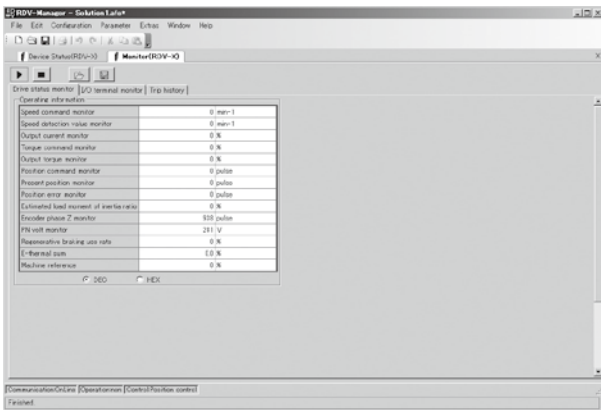 RDV-Manager - Solution1.alo*
File Edit Configuration Parameter Extras Window Help
Device Status(RDV-X) Monitor(RDV-X)
Drive status monitor I/O terminal monitor Trip history
Operating information
Speed command monitor 0 min-1
Speed detection value monitor 0 min-1
Output current monitor 0 %
Torque command monitor 0 %
Output torque monitor 0 %
Position command monitor 0 pulse
Present position monitor 0 pulse
Position error monitor 0 pulse
Estimated load moment of inertia ratio 0 %
Encoder phase Z monitor 930 pulse
PN volt monitor 281 V
Regenerative braking use rate 0 %
E-thermal sum 0.0 %
Machine reference 0 %
DEC HEX
Communication:OnLine Operation:non Control:Position control
Finished.